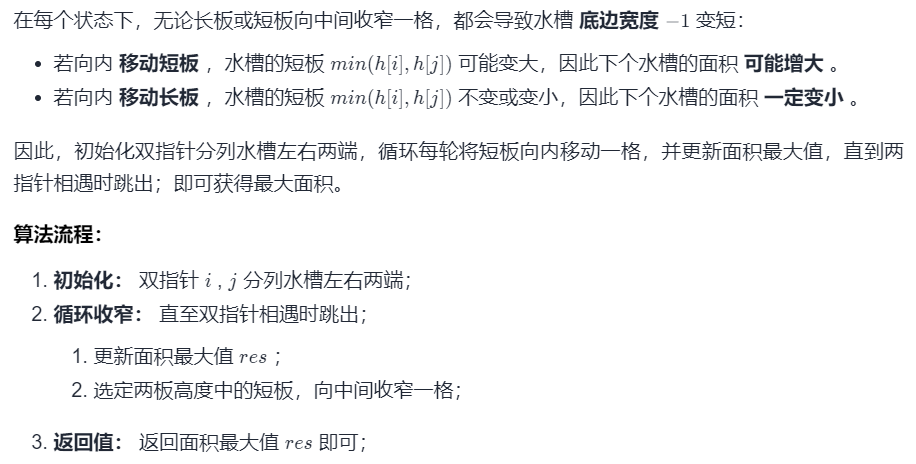 在每个状态下，无论长板或短板向中间收窄一格，都会导致水槽 底边宽度 −1 变短：
• 若向内 移动短板 ，水槽的短板 min(h[i], h[j]) 可能变大，因此下个水槽的面积 可能增大 。
• 若向内 移动长板 ，水槽的短板 min(h[i], h[j]) 不变或变小，因此下个水槽的面积 一定变小 。
因此，初始化双指针分列水槽左右两端，循环每轮将短板向内移动一格，并更新面积最大值，直到两
指针相遇时跳出；即可获得最大面积。
算法流程：
1. 初始化： 双指针 i , j 分列水槽左右两端；
2. 循环收窄： 直至双指针相遇时跳出；
1. 更新面积最大值 res ；
2. 选定两板高度中的短板，向中间收窄一格；
3. 返回值： 返回面积最大值 res 即可；